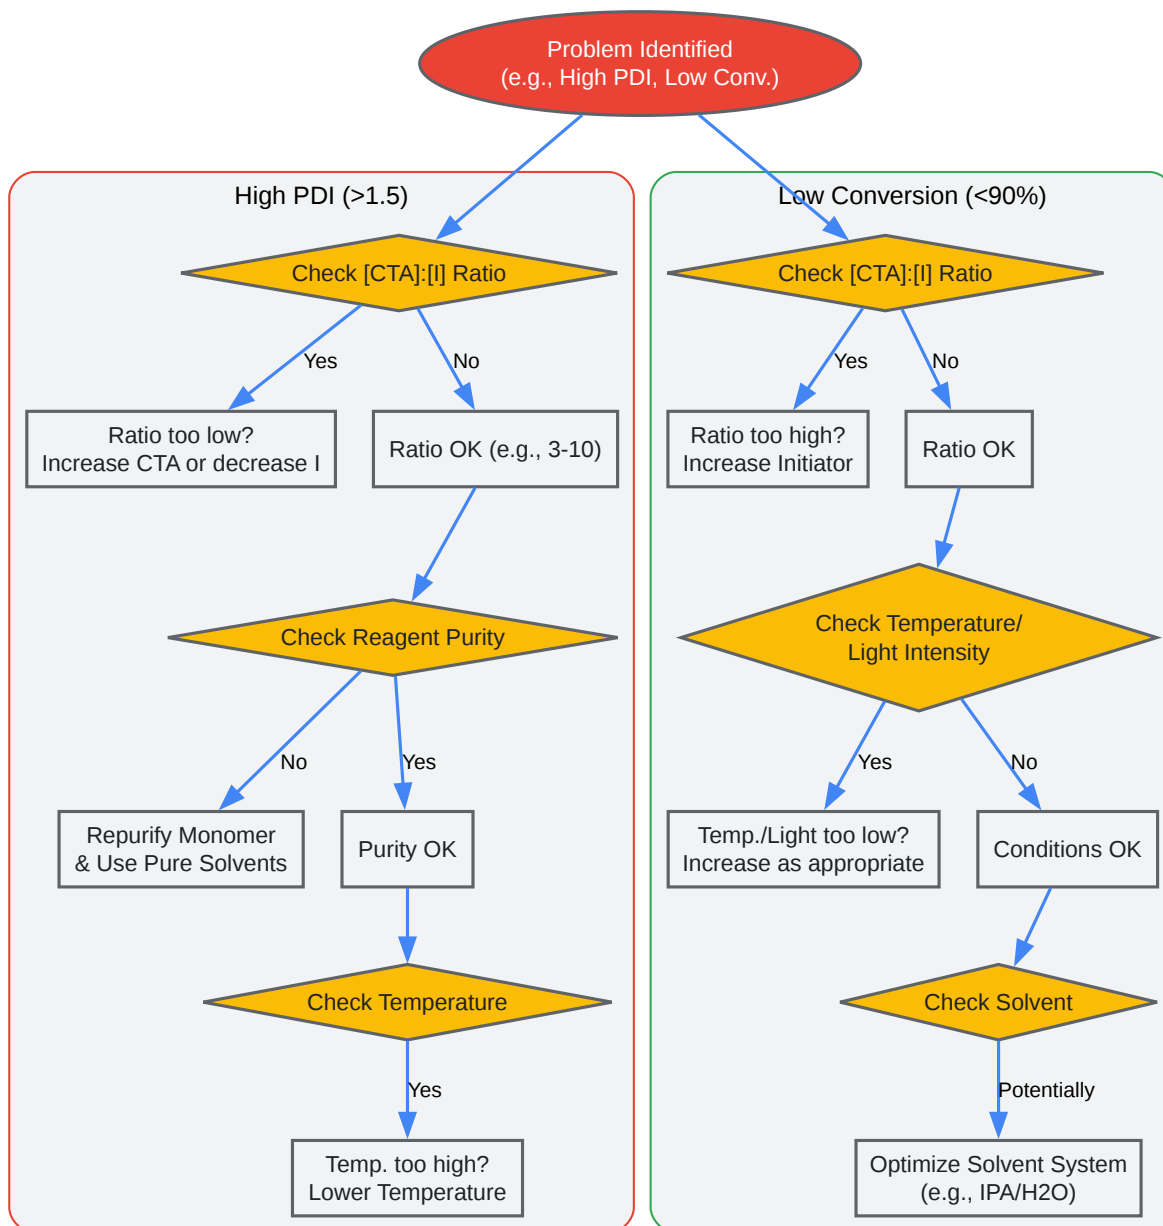 Problem Identified
(e.g., High PDI, Low Conv.)
High PDI (>1.5)
Check [CTA]:[I] Ratio
Yes
No
Ratio too low?
Increase CTA or decrease I
Ratio OK (e.g., 3-10)
Check Reagent Purity
No
Yes
Repurify Monomer
& Use Pure Solvents
Purity OK
Check Temperature
Yes
Temp. too high?
Lower Temperature
Low Conversion (<90%)
Check [CTA]:[I] Ratio
Yes
No
Ratio too high?
Increase Initiator
Ratio OK
Check Temperature/
Light Intensity
Yes
No
Temp./Light too low?
Increase as appropriate
Conditions OK
Check Solvent
Potentially
Optimize Solvent System
(e.g., IPA/H2O)